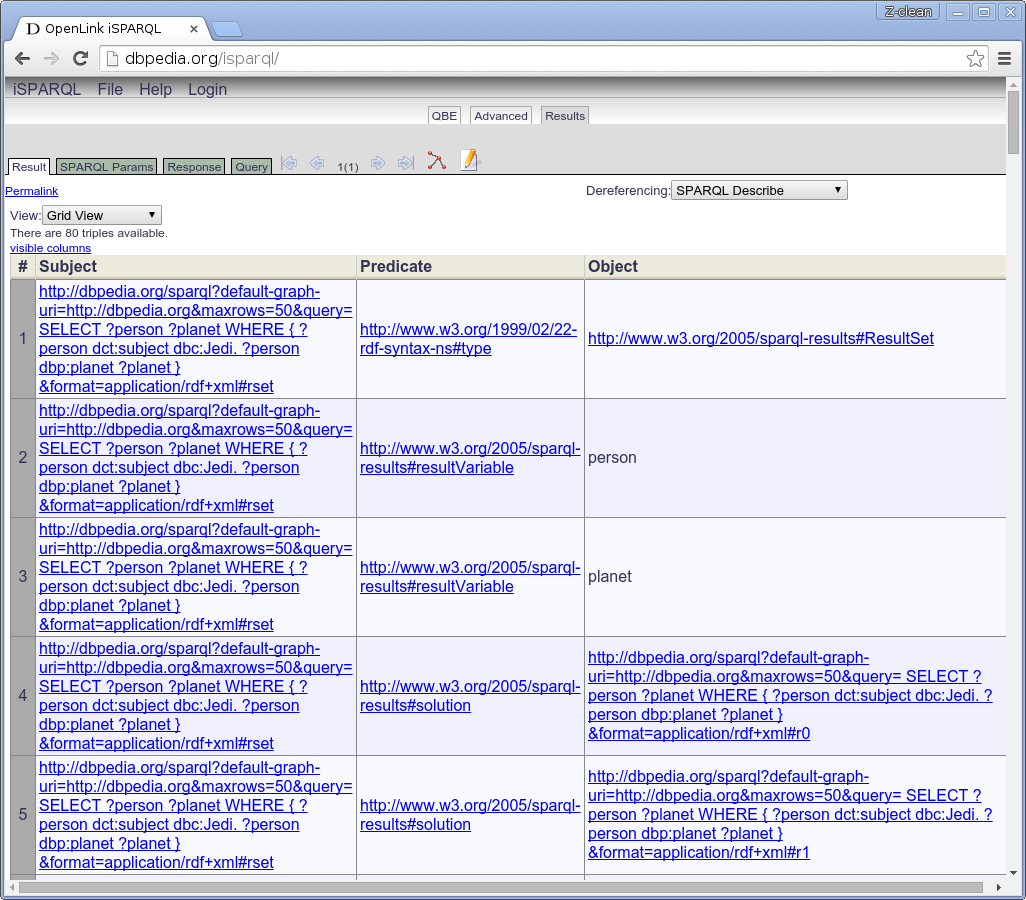 Z-clean
OpenLink iSPARQL
dbpedia.org/isparql/
iSPARQL File Help Login
QBE Advanced Results
Result SPARQL Params Response Query 1(1)
Permalink Dereferencing: SPARQL Describe
View: Grid View
There are 80 triples available.
visible columns
# Subject Predicate Object
1
http://dbpedia.org/sparql?default-graph-
uri=http://dbpedia.org&maxrows=50&query=
SELECT ?person ?planet WHERE { ?
person dct:subject dbc:Jedi. ?person
dbp:planet ?planet }
&format=application/rdf+xml#rset
http://www.w3.org/1999/02/22-
rdf-syntax-ns#type
http://www.w3.org/2005/sparql-results#ResultSet
2
http://dbpedia.org/sparql?default-graph-
uri=http://dbpedia.org&maxrows=50&query=
SELECT ?person ?planet WHERE { ?
person dct:subject dbc:Jedi. ?person
dbp:planet ?planet }
&format=application/rdf+xml#rset
http://www.w3.org/2005/sparql-
results#resultVariable
person
3
http://dbpedia.org/sparql?default-graph-
uri=http://dbpedia.org&maxrows=50&query=
SELECT ?person ?planet WHERE { ?
person dct:subject dbc:Jedi. ?person
dbp:planet ?planet }
&format=application/rdf+xml#rset
http://www.w3.org/2005/sparql-
results#resultVariable
planet
4
http://dbpedia.org/sparql?default-graph-
uri=http://dbpedia.org&maxrows=50&query=
SELECT ?person ?planet WHERE { ?
person dct:subject dbc:Jedi. ?person
dbp:planet ?planet }
&format=application/rdf+xml#rset
http://www.w3.org/2005/sparql-
results#solution
http://dbpedia.org/sparql?default-graph-
uri=http://dbpedia.org&maxrows=50&query= SELECT ?
person ?planet WHERE { ?person dct:subject dbc:Jedi. ?
person dbp:planet ?planet }
&format=application/rdf+xml#r0
5
http://dbpedia.org/sparql?default-graph-
uri=http://dbpedia.org&maxrows=50&query=
SELECT ?person ?planet WHERE { ?
person dct:subject dbc:Jedi. ?person
dbp:planet ?planet }
&format=application/rdf+xml#rset
http://www.w3.org/2005/sparql-
results#solution
http://dbpedia.org/sparql?default-graph-
uri=http://dbpedia.org&maxrows=50&query= SELECT ?
person ?planet WHERE { ?person dct:subject dbc:Jedi. ?
person dbp:planet ?planet }
&format=application/rdf+xml#r1